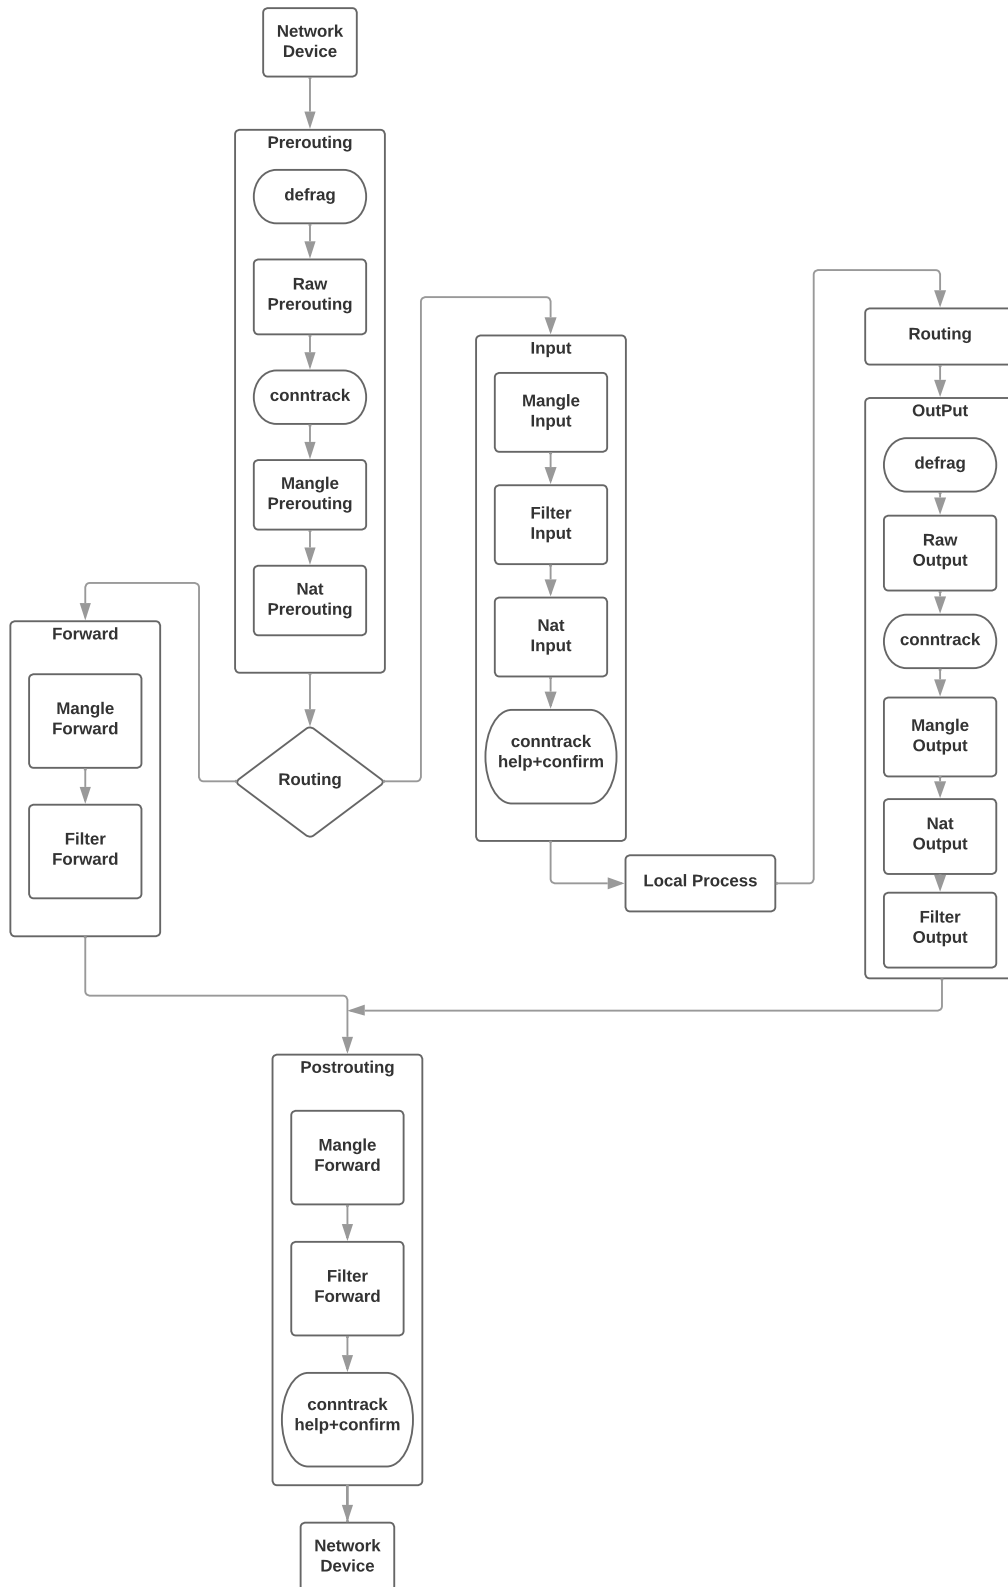 Network
Device
Prerouting
defrag
Raw
Prerouting
conntrack
Mangle
Prerouting
Nat
Prerouting
Routing
Forward
Mangle
Forward
Filter
Forward
Input
Mangle
Input
Filter
Input
Nat
Input
conntrack
help+confirm
Local Process
Routing
OutPut
defrag
Raw
Output
conntrack
Mangle
Output
Nat
Output
Filter
Output
Postrouting
Mangle
Forward
Filter
Forward
conntrack
help+confirm
Network
Device